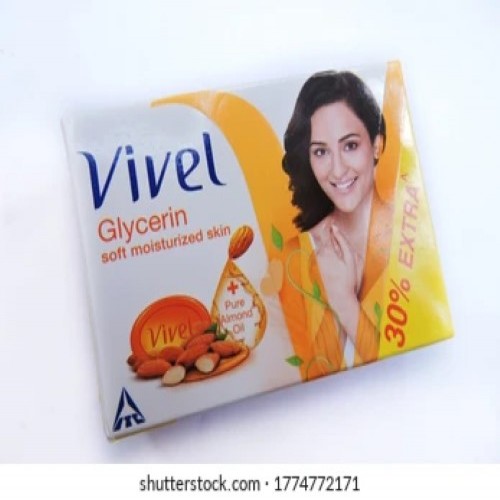 Vivel
Glycerin
soft moisturized skin
+
Pure
Almond
Oil
Vivel
30% EXTRA^
ITC
shutterstock.com · 1774772171